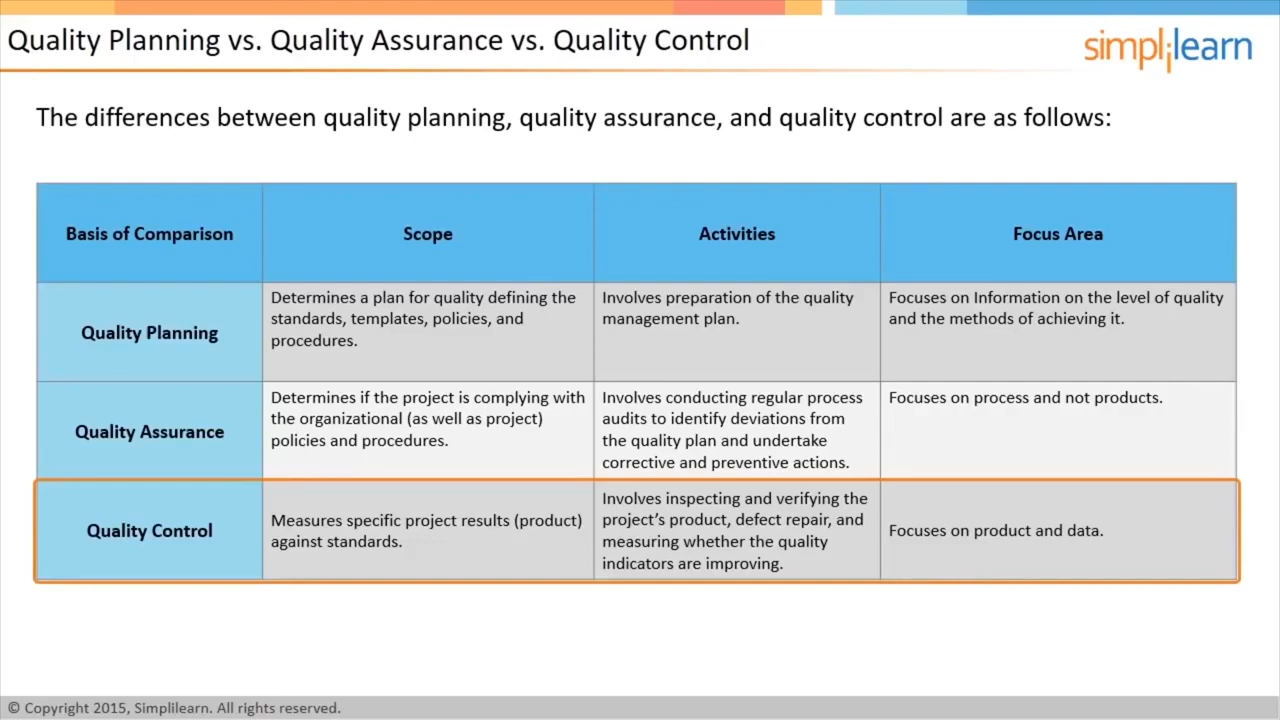 Quality Planning vs. Quality Assurance vs. Quality Control
simplilearn
The differences between quality planning, quality assurance, and quality control are as follows:
Basis of Comparison
Scope
Activities
Focus Area
Quality Planning
Determines a plan for quality defining the
standards, templates, policies, and
procedures.
Involves preparation of the quality
management plan.
Focuses on Information on the level of quality
and the methods of achieving it.
Quality Assurance
Determines if the project is complying with
the organizational (as well as project)
policies and procedures.
Involves conducting regular process
audits to identify deviations from
the quality plan and undertake
corrective and preventive actions.
Focuses on process and not products.
Quality Control
Measures specific project results (product)
against standards.
Involves inspecting and verifying the
project's product, defect repair, and
measuring whether the quality
indicators are improving.
Focuses on product and data.
© Copyright 2015, Simplilearn. All rights reserved.